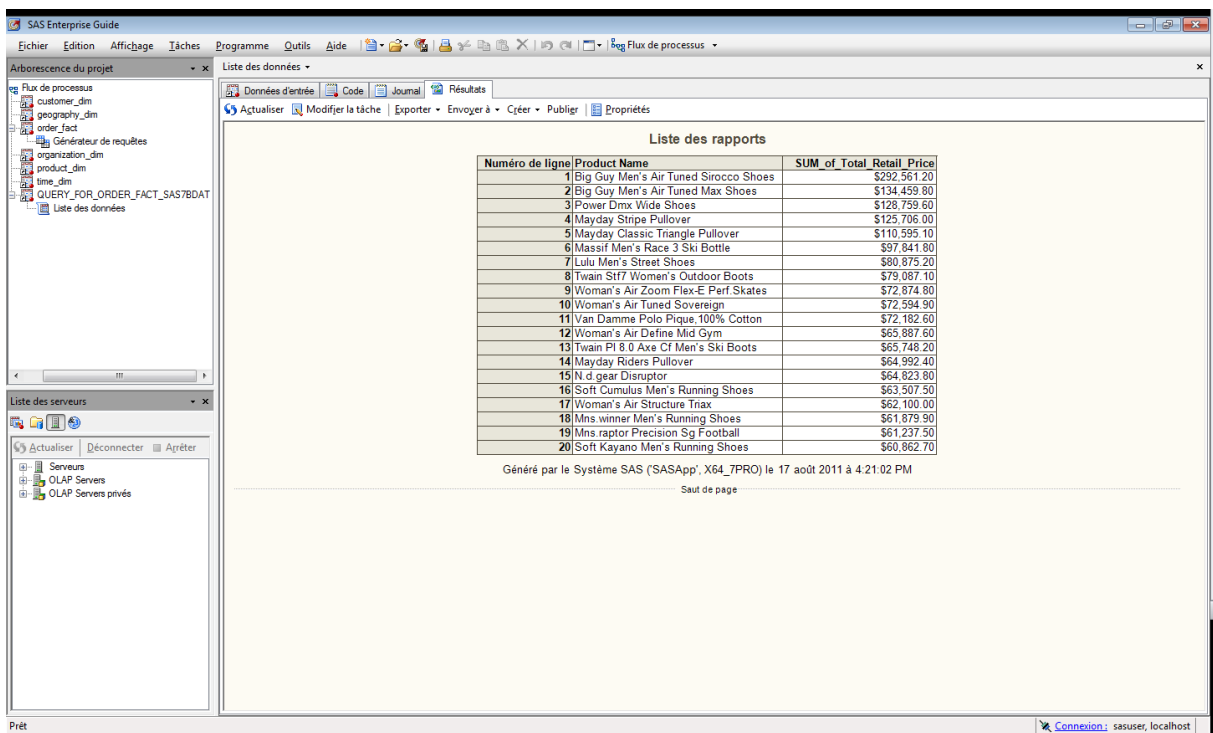 SAS Enterprise Guide
Fichier Edition Affichage Tâches Programme Outils Aide Flux de processus
Arborescence du projet
Flux de processus
customer_dim
geography_dim
order_fact
Générateur de requêtes
organization_dim
product_dim
time_dim
QUERY_FOR_ORDER_FACT_SAS7BDAT
Liste des données
Liste des serveurs
Actualiser Déconnecter Arrêter
Serveurs
OLAP Servers
OLAP Servers privés
Liste des données
Données d'entrée Code Journal Résultats
Actualiser Modifier la tâche Exporter Envoyer à Créer Publier Propriétés
Liste des rapports
Numéro de ligne Product Name SUM_of_Total_Retail_Price
1 Big Guy Men's Air Tuned Sirocco Shoes $292,561.20
2 Big Guy Men's Air Tuned Max Shoes $134,459.80
3 Power Dmx Wide Shoes $128,759.60
4 Mayday Stripe Pullover $125,706.00
5 Mayday Classic Triangle Pullover $110,595.10
6 Massif Men's Race 3 Ski Bottle $97,841.80
7 Lulu Men's Street Shoes $80,875.20
8 Twain Stf7 Women's Outdoor Boots $79,087.10
9 Woman's Air Zoom Flex-E Perf.Skates $72,874.80
10 Woman's Air Tuned Sovereign $72,594.90
11 Van Damme Polo Pique,100% Cotton $72,182.60
12 Woman's Air Define Mid Gym $65,887.60
13 Twain Pl 8.0 Axe Cf Men's Ski Boots $65,748.20
14 Mayday Riders Pullover $64,992.40
15 N.d.gear Disruptor $64,823.80
16 Soft Cumulus Men's Running Shoes $63,507.50
17 Woman's Air Structure Triax $62,100.00
18 Mns.winner Men's Running Shoes $61,879.90
19 Mns.raptor Precision Sg Football $61,237.50
20 Soft Kayano Men's Running Shoes $60,862.70
Généré par le Système SAS ('SASApp', X64_7PRO) le 17 août 2011 à 4:21:02 PM
Saut de page
Prêt
Connexion : sasuser, localhost